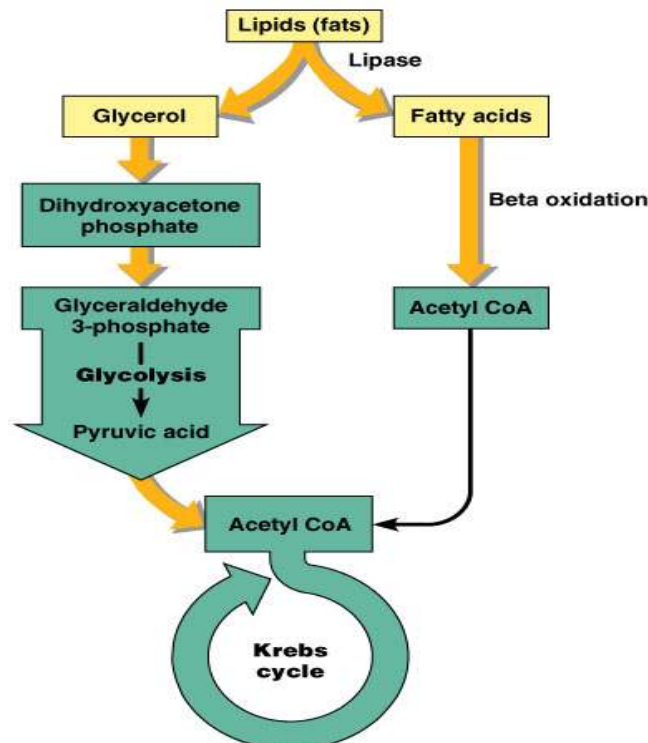 Lipids (fats)
Lipase
Glycerol
Fatty acids
Dihydroxyacetone
phosphate
Beta oxidation
Glyceraldehyde
3-phosphate
Acetyl CoA
Glycolysis
Pyruvic acid
Acetyl CoA
Krebs
cycle